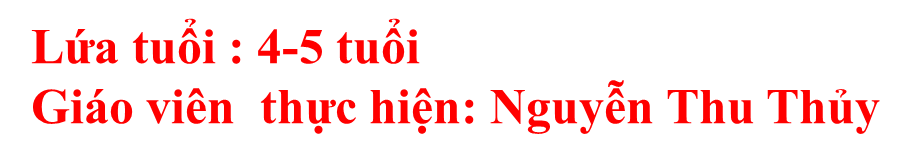 Lứa tuổi : 4-5 tuổi
Giáo viên  thực hiện: Nguyễn Thu Thủy